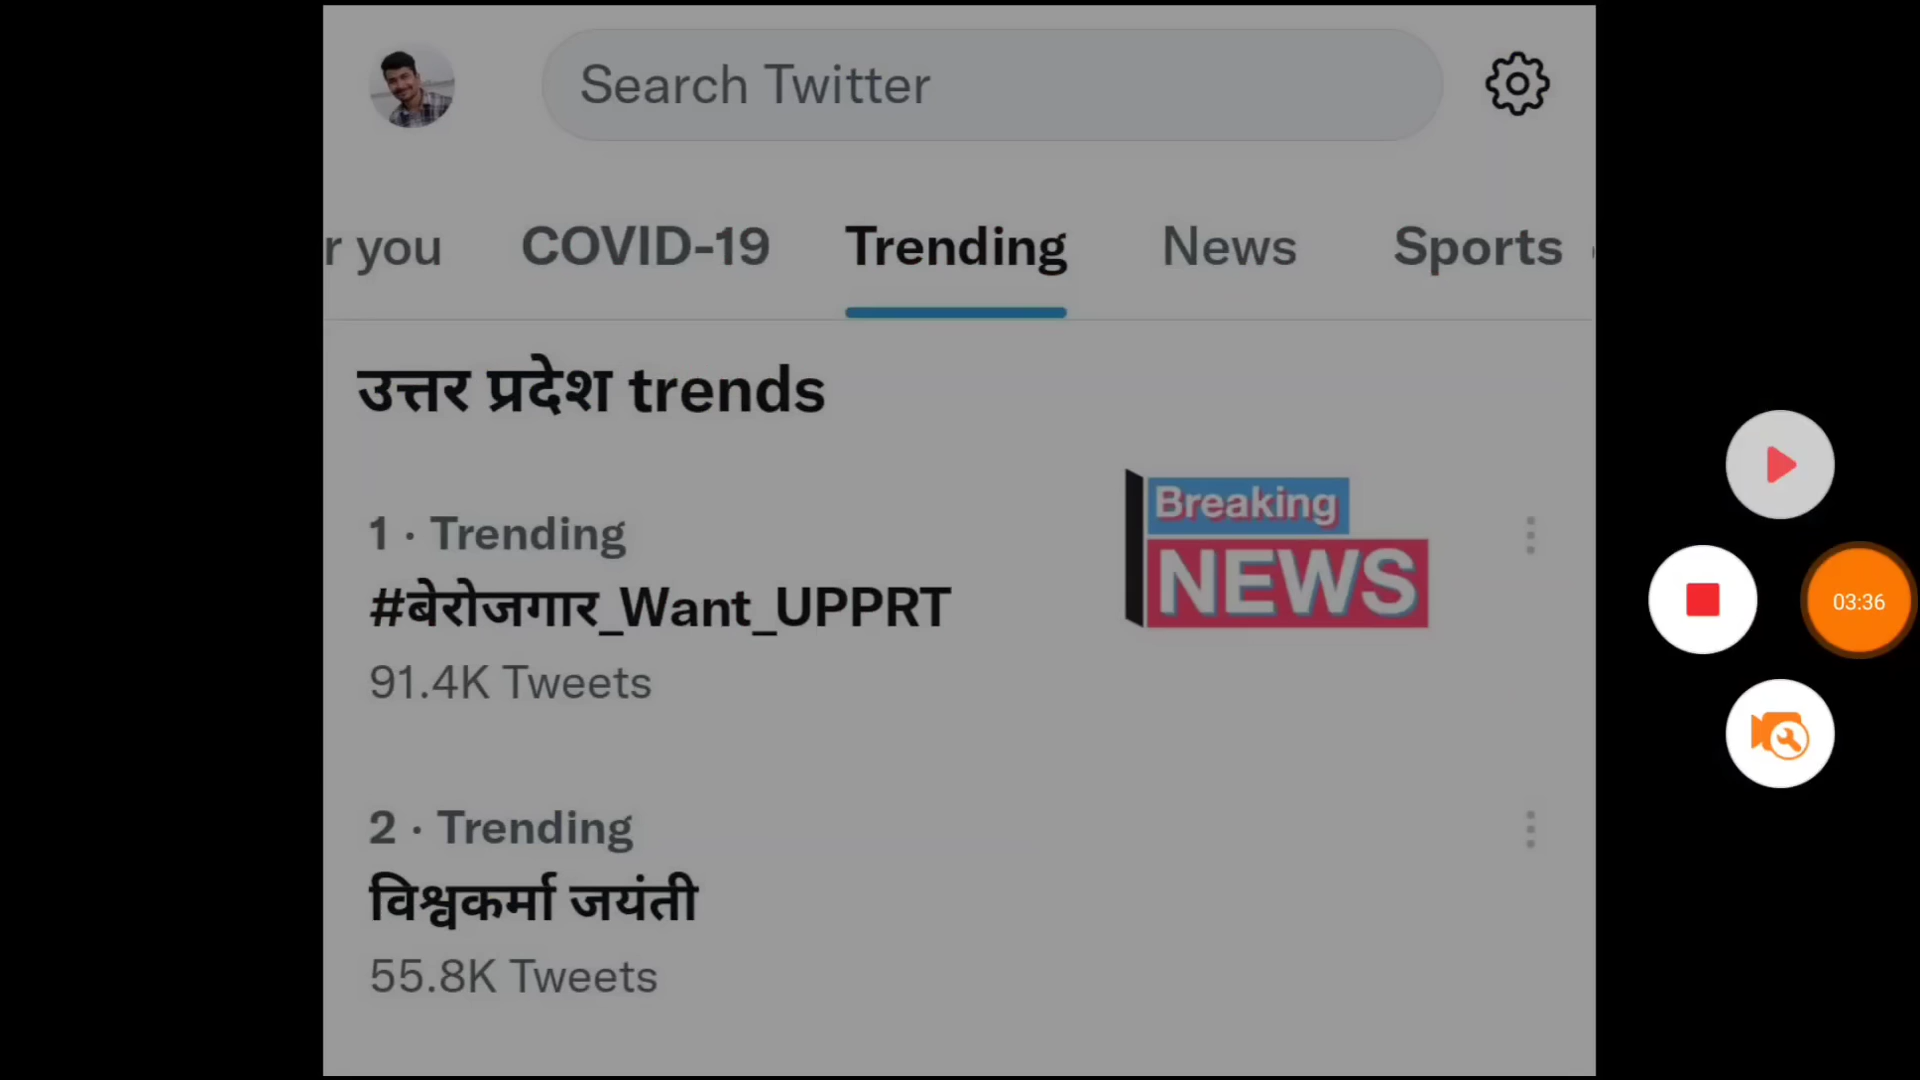 Search Twitter
r you COVID-19 Trending News Sports
उत्तर प्रदेश trends
1 · Trending
#बेरोजगार_Want_UPPRT
91.4K Tweets
Breaking
NEWS
2 · Trending
विश्वकर्मा जयंती
55.8K Tweets
03:36